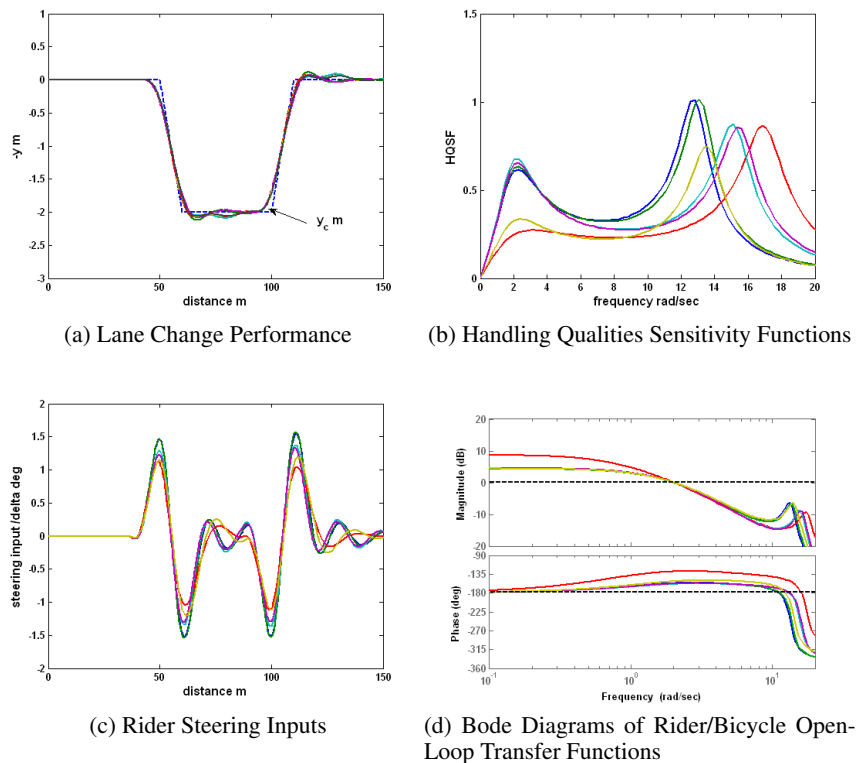 1
0.5
0
-0.5
-1
-1.5
-2
-2.5
-3
-y m
y_c m
0 50 100 150
distance m
(a) Lane Change Performance
1.5
1
0.5
0
HQSF
0 2 4 6 8 10 12 14 16 18 20
frequency rad/sec
(b) Handling Qualities Sensitivity Functions
2
1.5
1
0.5
0
-0.5
-1
-1.5
-2
steering input /delta deg
0 50 100 150
distance m
(c) Rider Steering Inputs
20
10
0
-10
20
Magnitude (dB)
-90
-135
-180
-225
-270
-315
-360
Phase (deg)
10^-1 10^0 10^1
Frequency (rad/sec)
(d) Bode Diagrams of Rider/Bicycle Open-
Loop Transfer Functions